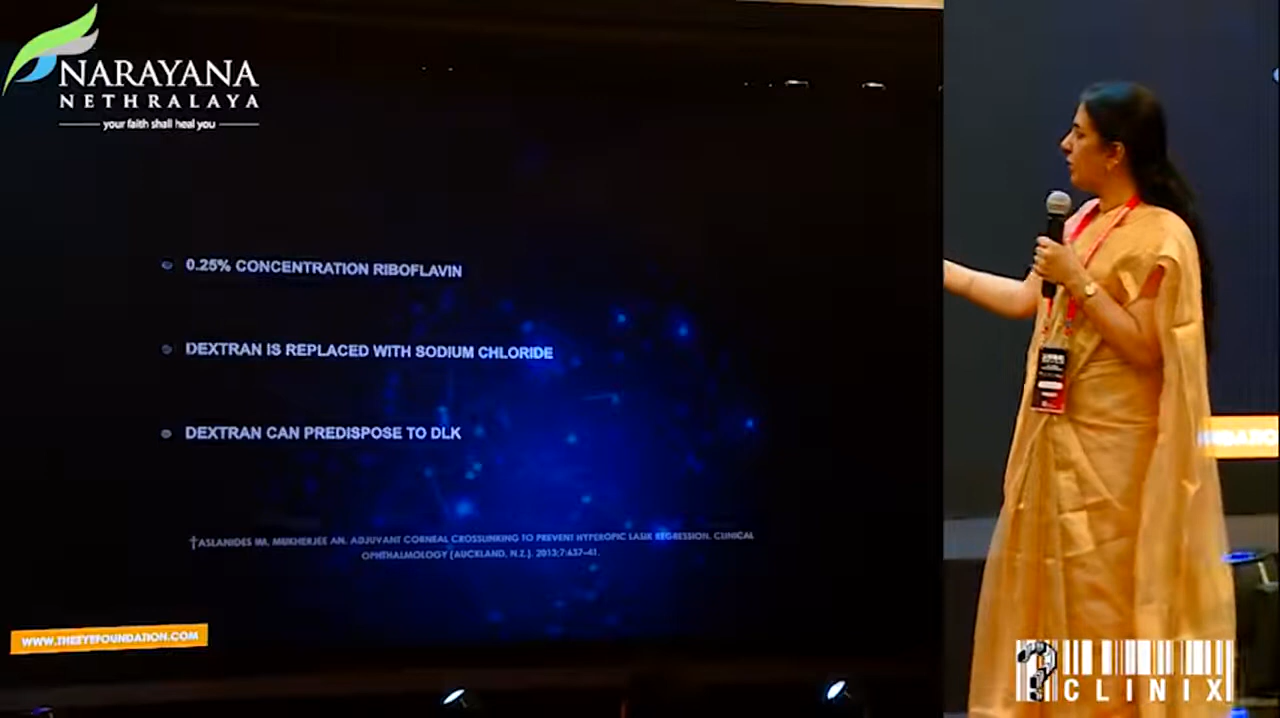 NARAYANA
NETHRALAYA
your faith shall heal you
0.25% CONCENTRATION RIBOFLAVIN
DEXTRAN IS REPLACED WITH SODIUM CHLORIDE
DEXTRAN CAN PREDISPOSE TO DLK
†ASLANIDES IM, MUKHERJEE AN. ADJUVANT CORNEAL CROSSLINKING TO PREVENT HYPEROPIC LASIK REGRESSION. CLINICAL
OPHTHALMOLOGY (AUCKLAND, N.Z.). 2013;7:637–41.
WWW.THEEYEFOUNDATION.COM
? CLINIX